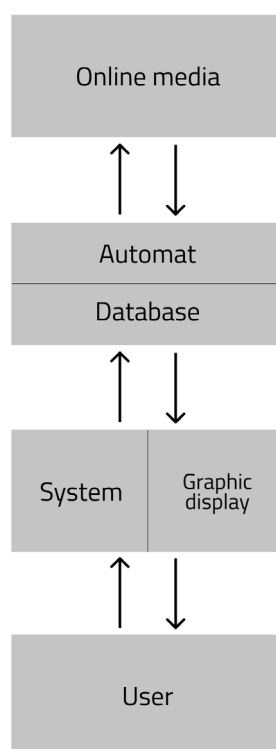 Online media
Automat
Database
System
Graphic
display
User